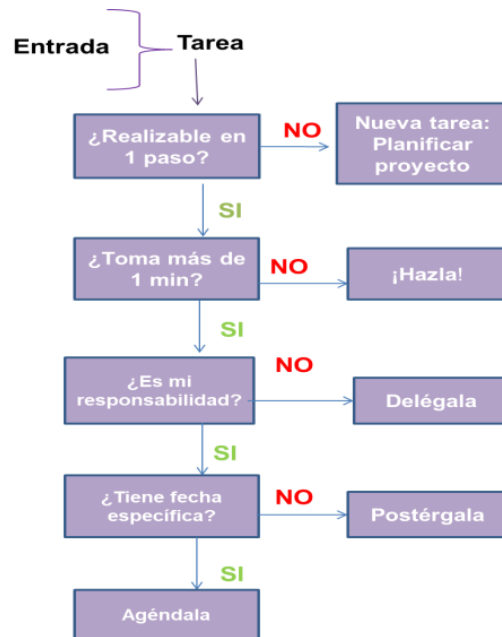 Entrada
Tarea
¿Realizable en
1 paso?
NO
Nueva tarea:
Planificar
proyecto
SI
¿Toma más de
1 min?
NO
¡Hazla!
SI
¿Es mi
responsabilidad?
NO
Delégala
SI
¿Tiene fecha
específica?
NO
Postérgala
SI
Agéndala